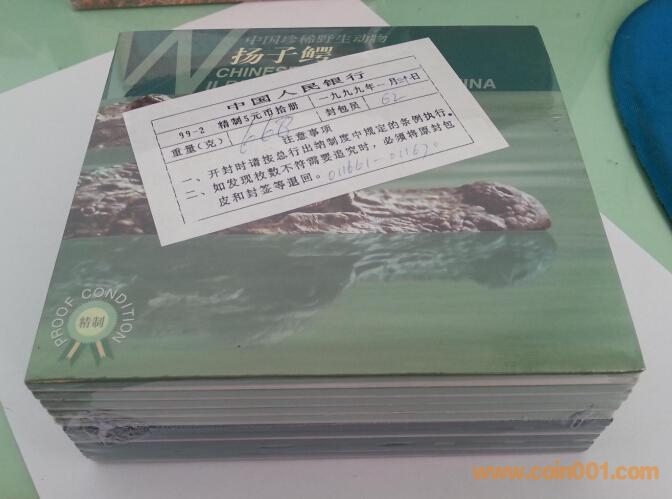 中国珍稀野生动物
扬子鳄
CHINESE
中国人民银行
99-2 精制5元币拾册
一九九九年一月 日
重量(克)
封包员 62
注意事项
一、开封时请按总行出纳制度中规定的条例执行。
二、如发现枚数不符需要追究时，必须将原封包
皮和封签等退回。 011661-011670
PROOF CONDITION
精制
www.coin001.com